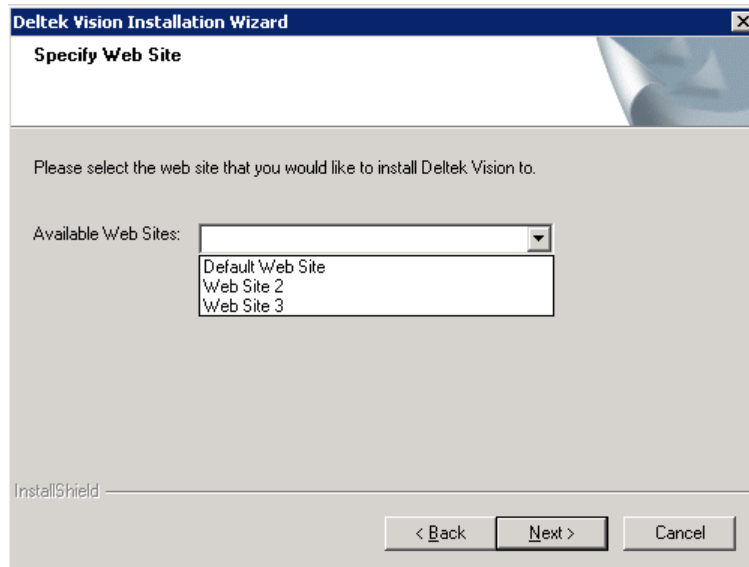 Deltek Vision Installation Wizard
Specify Web Site
Please select the web site that you would like to install Deltek Vision to.
Available Web Sites:
Default Web Site
Web Site 2
Web Site 3
InstallShield
< Back
Next >
Cancel